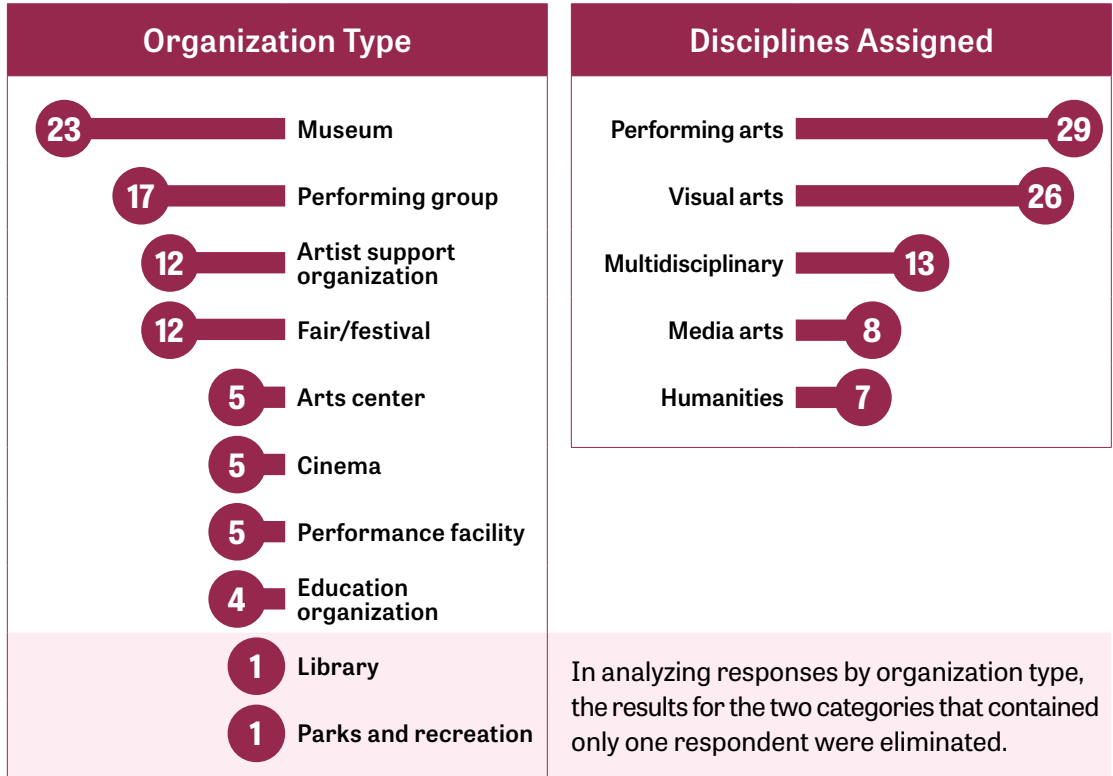 Organization Type
23 Museum
17 Performing group
12 Artist support
organization
12 Fair/festival
5 Arts center
5 Cinema
5 Performance facility
4 Education
organization
1 Library
1 Parks and recreation
Disciplines Assigned
Performing arts 29
Visual arts 26
Multidisciplinary 13
Media arts 8
Humanities 7
In analyzing responses by organization type,
the results for the two categories that contained
only one respondent were eliminated.